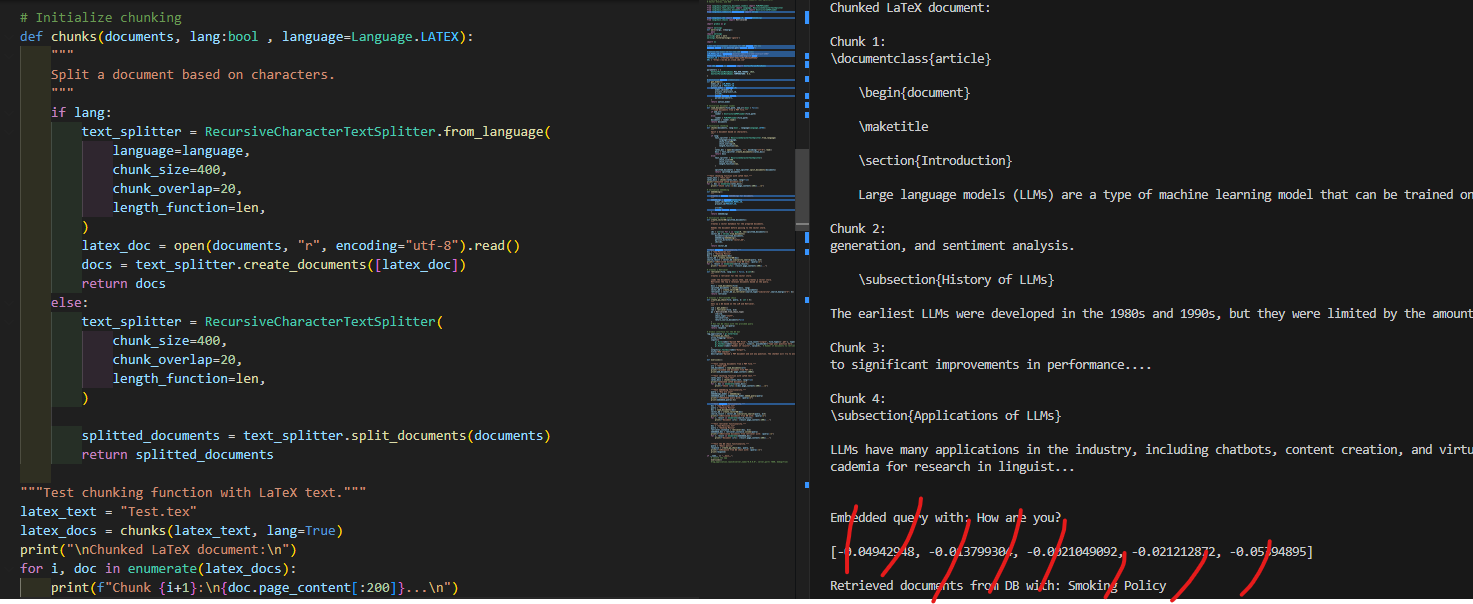 # Initialize chunking
def chunks(documents, lang:bool , language=Language.LATEX):
    """
    Split a document based on characters.
    """
    if lang:
        text_splitter = RecursiveCharacterTextSplitter.from_language(
            language=language,
            chunk_size=400,
            chunk_overlap=20,
            length_function=len,
        )
        latex_doc = open(documents, "r", encoding="utf-8").read()
        docs = text_splitter.create_documents([latex_doc])
        return docs
    else:
        text_splitter = RecursiveCharacterTextSplitter(
            chunk_size=400,
            chunk_overlap=20,
            length_function=len,
        )
        splitted_documents = text_splitter.split_documents(documents)
        return splitted_documents
"""Test chunking function with LaTeX text."""
latex_text = "Test.tex"
latex_docs = chunks(latex_text, lang=True)
print("\nChunked LaTeX document:\n")
for i, doc in enumerate(latex_docs):
    print(f"Chunk {i+1}:\n{doc.page_content[:200]}...\n")
Chunked LaTeX document:
Chunk 1:
\documentclass{article}
    \begin{document}
    \maketitle
    \section{Introduction}
    Large language models (LLMs) are a type of machine learning model that can be trained on
Chunk 2:
generation, and sentiment analysis.
    \subsection{History of LLMs}
The earliest LLMs were developed in the 1980s and 1990s, but they were limited by the amount
Chunk 3:
to significant improvements in performance....
Chunk 4:
\subsection{Applications of LLMs}
LLMs have many applications in the industry, including chatbots, content creation, and virtu
cademia for research in linguist...
Embedded query with: How are you?
[-0.04942948, -0.013799304, -0.0021049092, -0.021212872, -0.05794895]
Retrieved documents from DB with: Smoking Policy